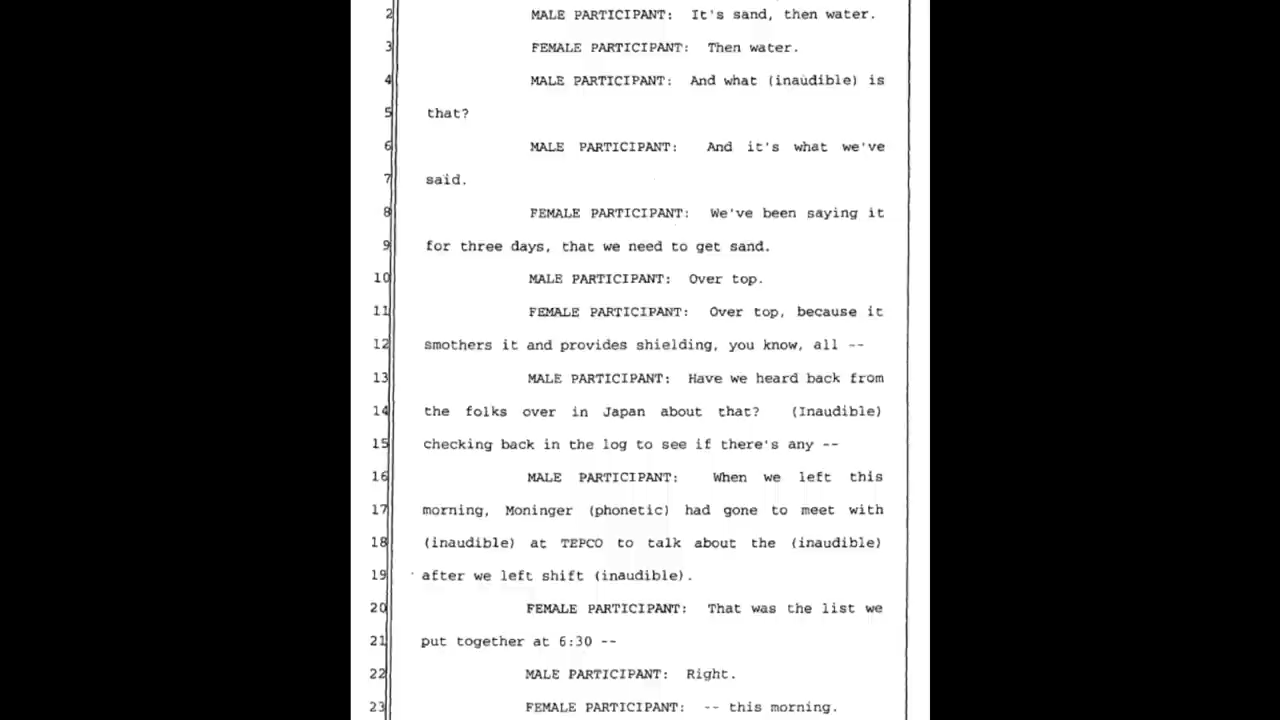 2 MALE PARTICIPANT: It's sand, then water.
3 FEMALE PARTICIPANT: Then water.
4 MALE PARTICIPANT: And what (inaudible) is
5 that?
6 MALE PARTICIPANT: And it's what we've
7 said.
8 FEMALE PARTICIPANT: We've been saying it
9 for three days, that we need to get sand.
10 MALE PARTICIPANT: Over top.
11 FEMALE PARTICIPANT: Over top, because it
12 smothers it and provides shielding, you know, all --
13 MALE PARTICIPANT: Have we heard back from
14 the folks over in Japan about that? (Inaudible)
15 checking back in the log to see if there's any --
16 MALE PARTICIPANT: When we left this
17 morning, Moninger (phonetic) had gone to meet with
18 (inaudible) at TEPCO to talk about the (inaudible)
19 after we left shift (inaudible).
20 FEMALE PARTICIPANT: That was the list we
21 put together at 6:30 --
22 MALE PARTICIPANT: Right.
23 FEMALE PARTICIPANT: -- this morning.